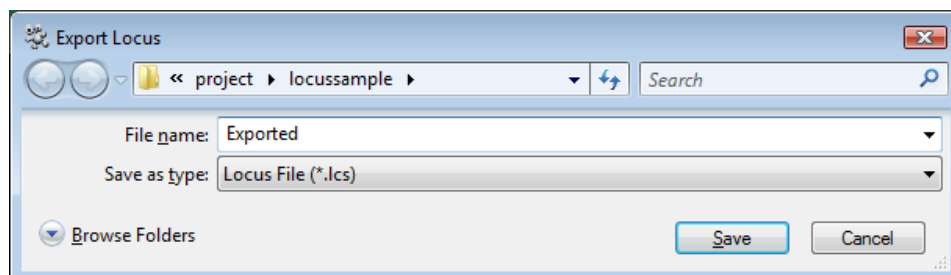 Export Locus
« project locussample Search
File name: Exported
Save as type: Locus File (*.lcs)
Browse Folders Save Cancel